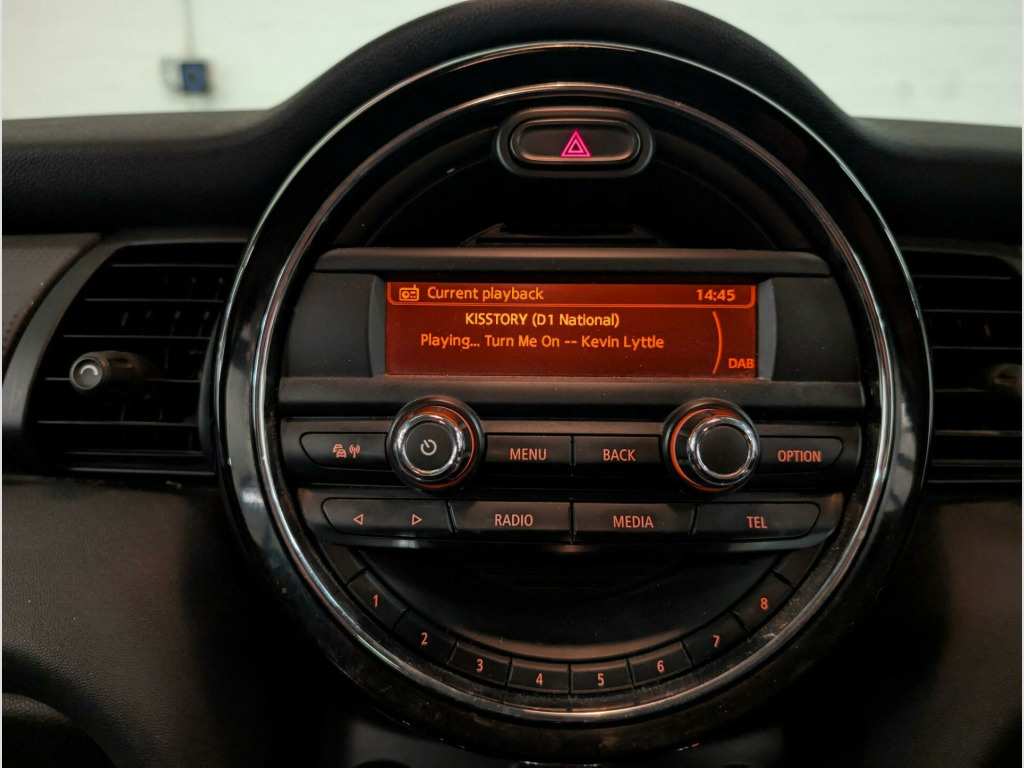 Current playback 14:45
KISSTORY (D1 National)
Playing... Turn Me On -- Kevin Lyttle
DAB
MENU BACK OPTION
RADIO MEDIA TEL
1 2 3 4 5 6 7 8